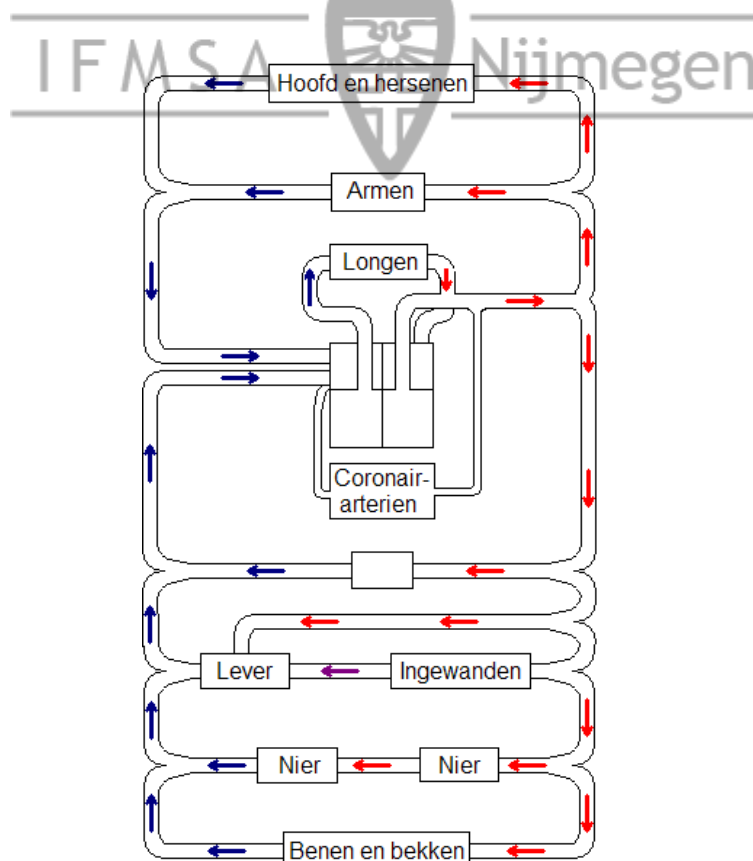 IFMSA Nijmegen
Hoofd en hersenen
Armen
Longen
Coronair-
arterien
Lever
Ingewanden
Nier
Nier
Benen en bekken